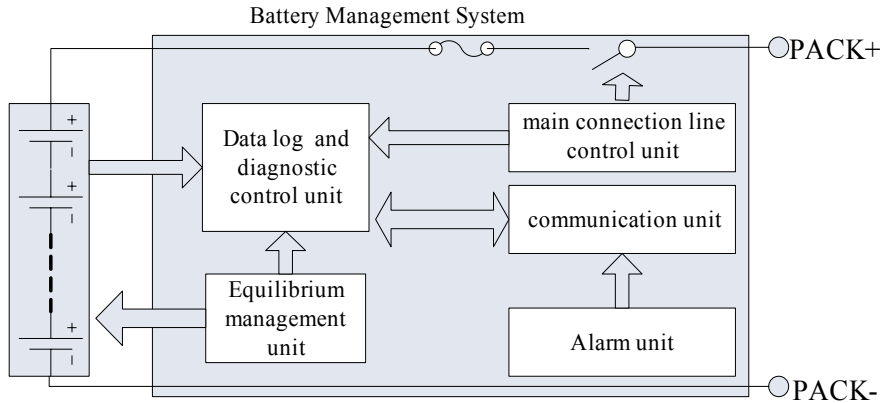 Battery Management System
PACK+
+
−
+
−
+
−
Data log and
diagnostic
control unit
main connection line
control unit
communication unit
Equilibrium
management
unit
Alarm unit
PACK-